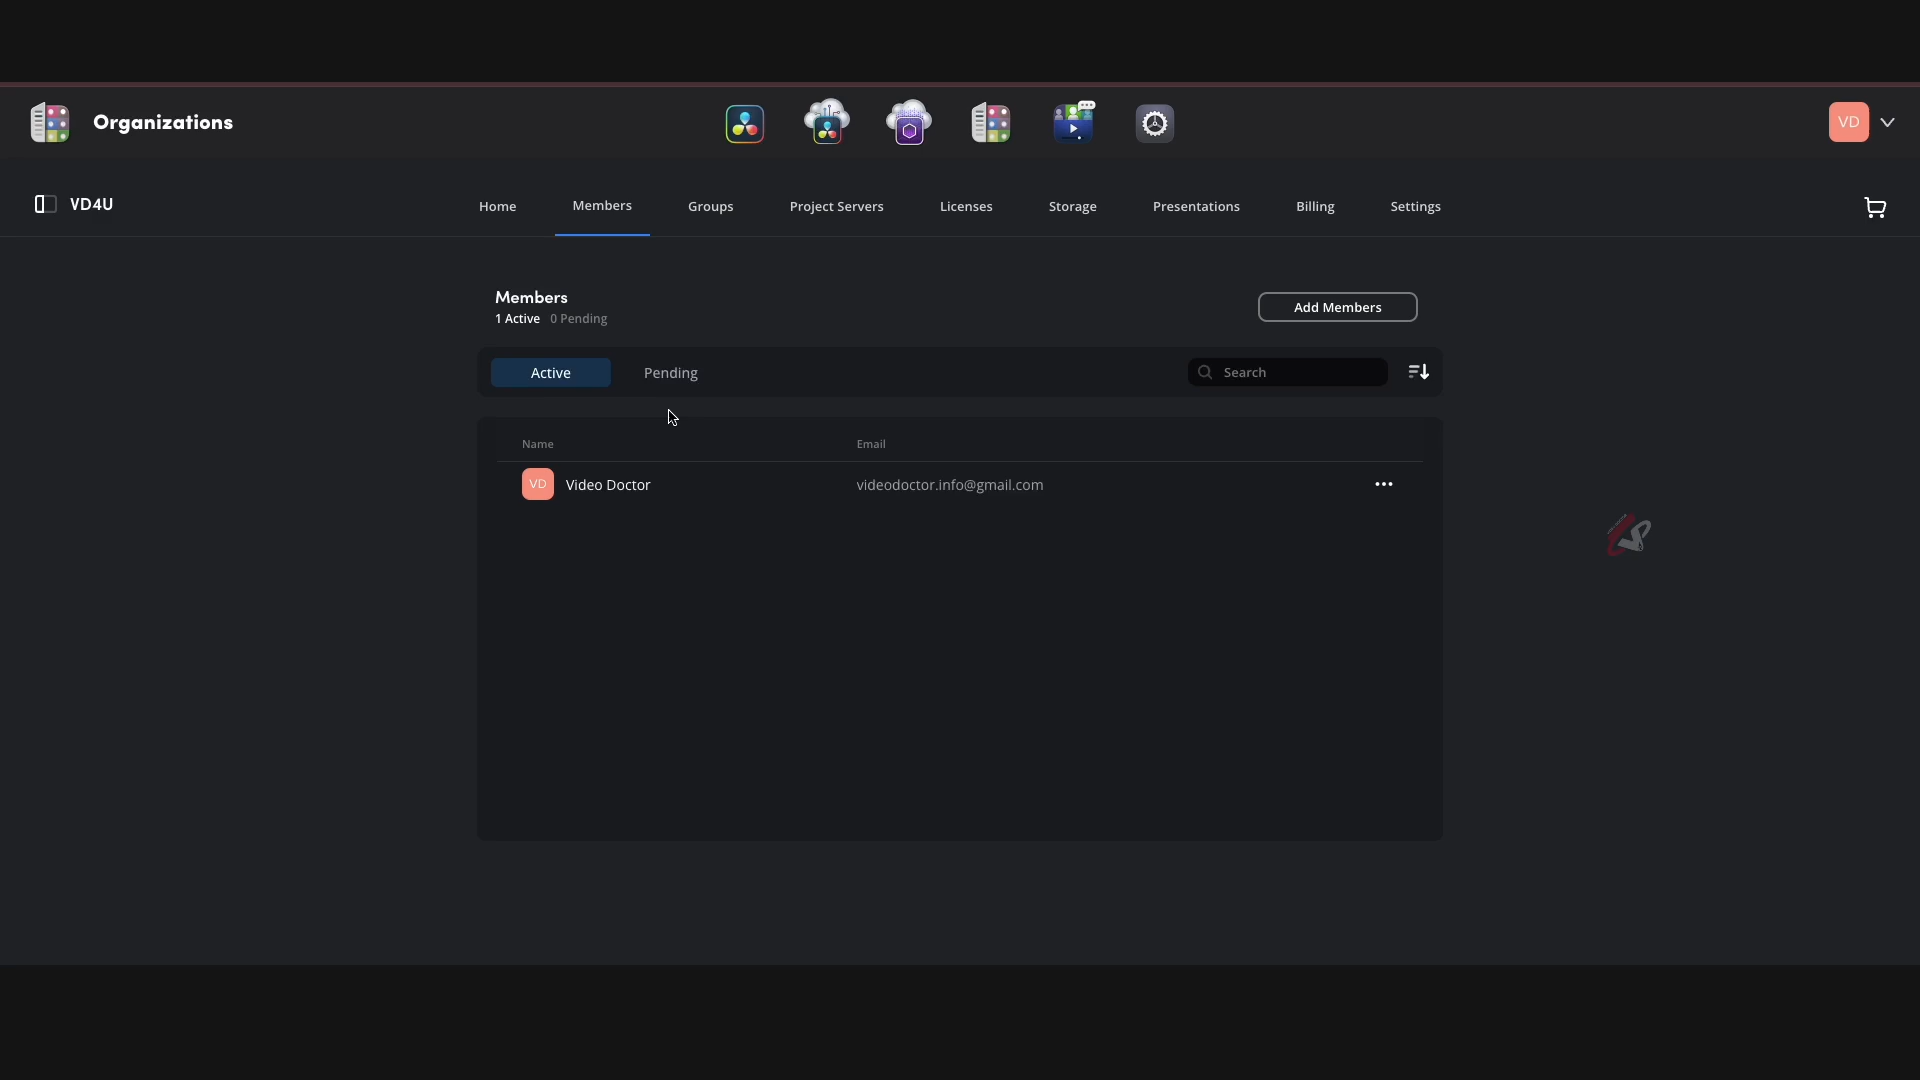 Organizations
VD
VD4U
Home
Members
Groups
Project Servers
Licenses
Storage
Presentations
Billing
Settings
Members
1 Active 0 Pending
Add Members
Active
Pending
Search
Name
Email
VD
Video Doctor
videodoctor.info@gmail.com